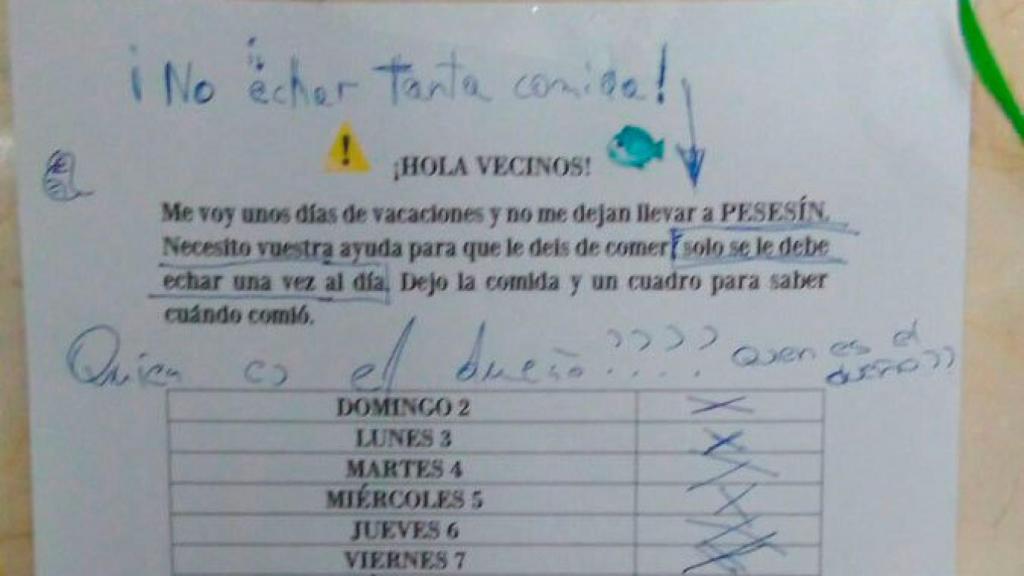 ¡No echar tanta comida!
¡HOLA VECINOS!
Me voy unos días de vacaciones y no me dejan llevar a PESESÍN.
Necesito vuestra ayuda para que le deis de comer, solo se le debe
echar una vez al día. Dejo la comida y un cuadro para saber
cuándo comió.
Quien es el dueño????
Quen es el
dueño??
DOMINGO 2 X
LUNES 3 X
MARTES 4 X
MIÉRCOLES 5 X
JUEVES 6 X
VIERNES 7 X